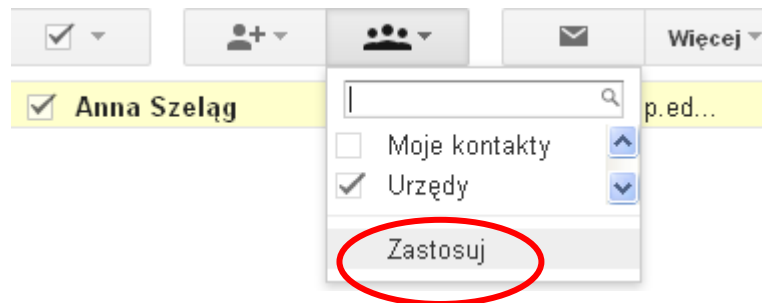 Więcej
Anna Szeląg p.ed...
Moje kontakty
Urzędy
Zastosuj